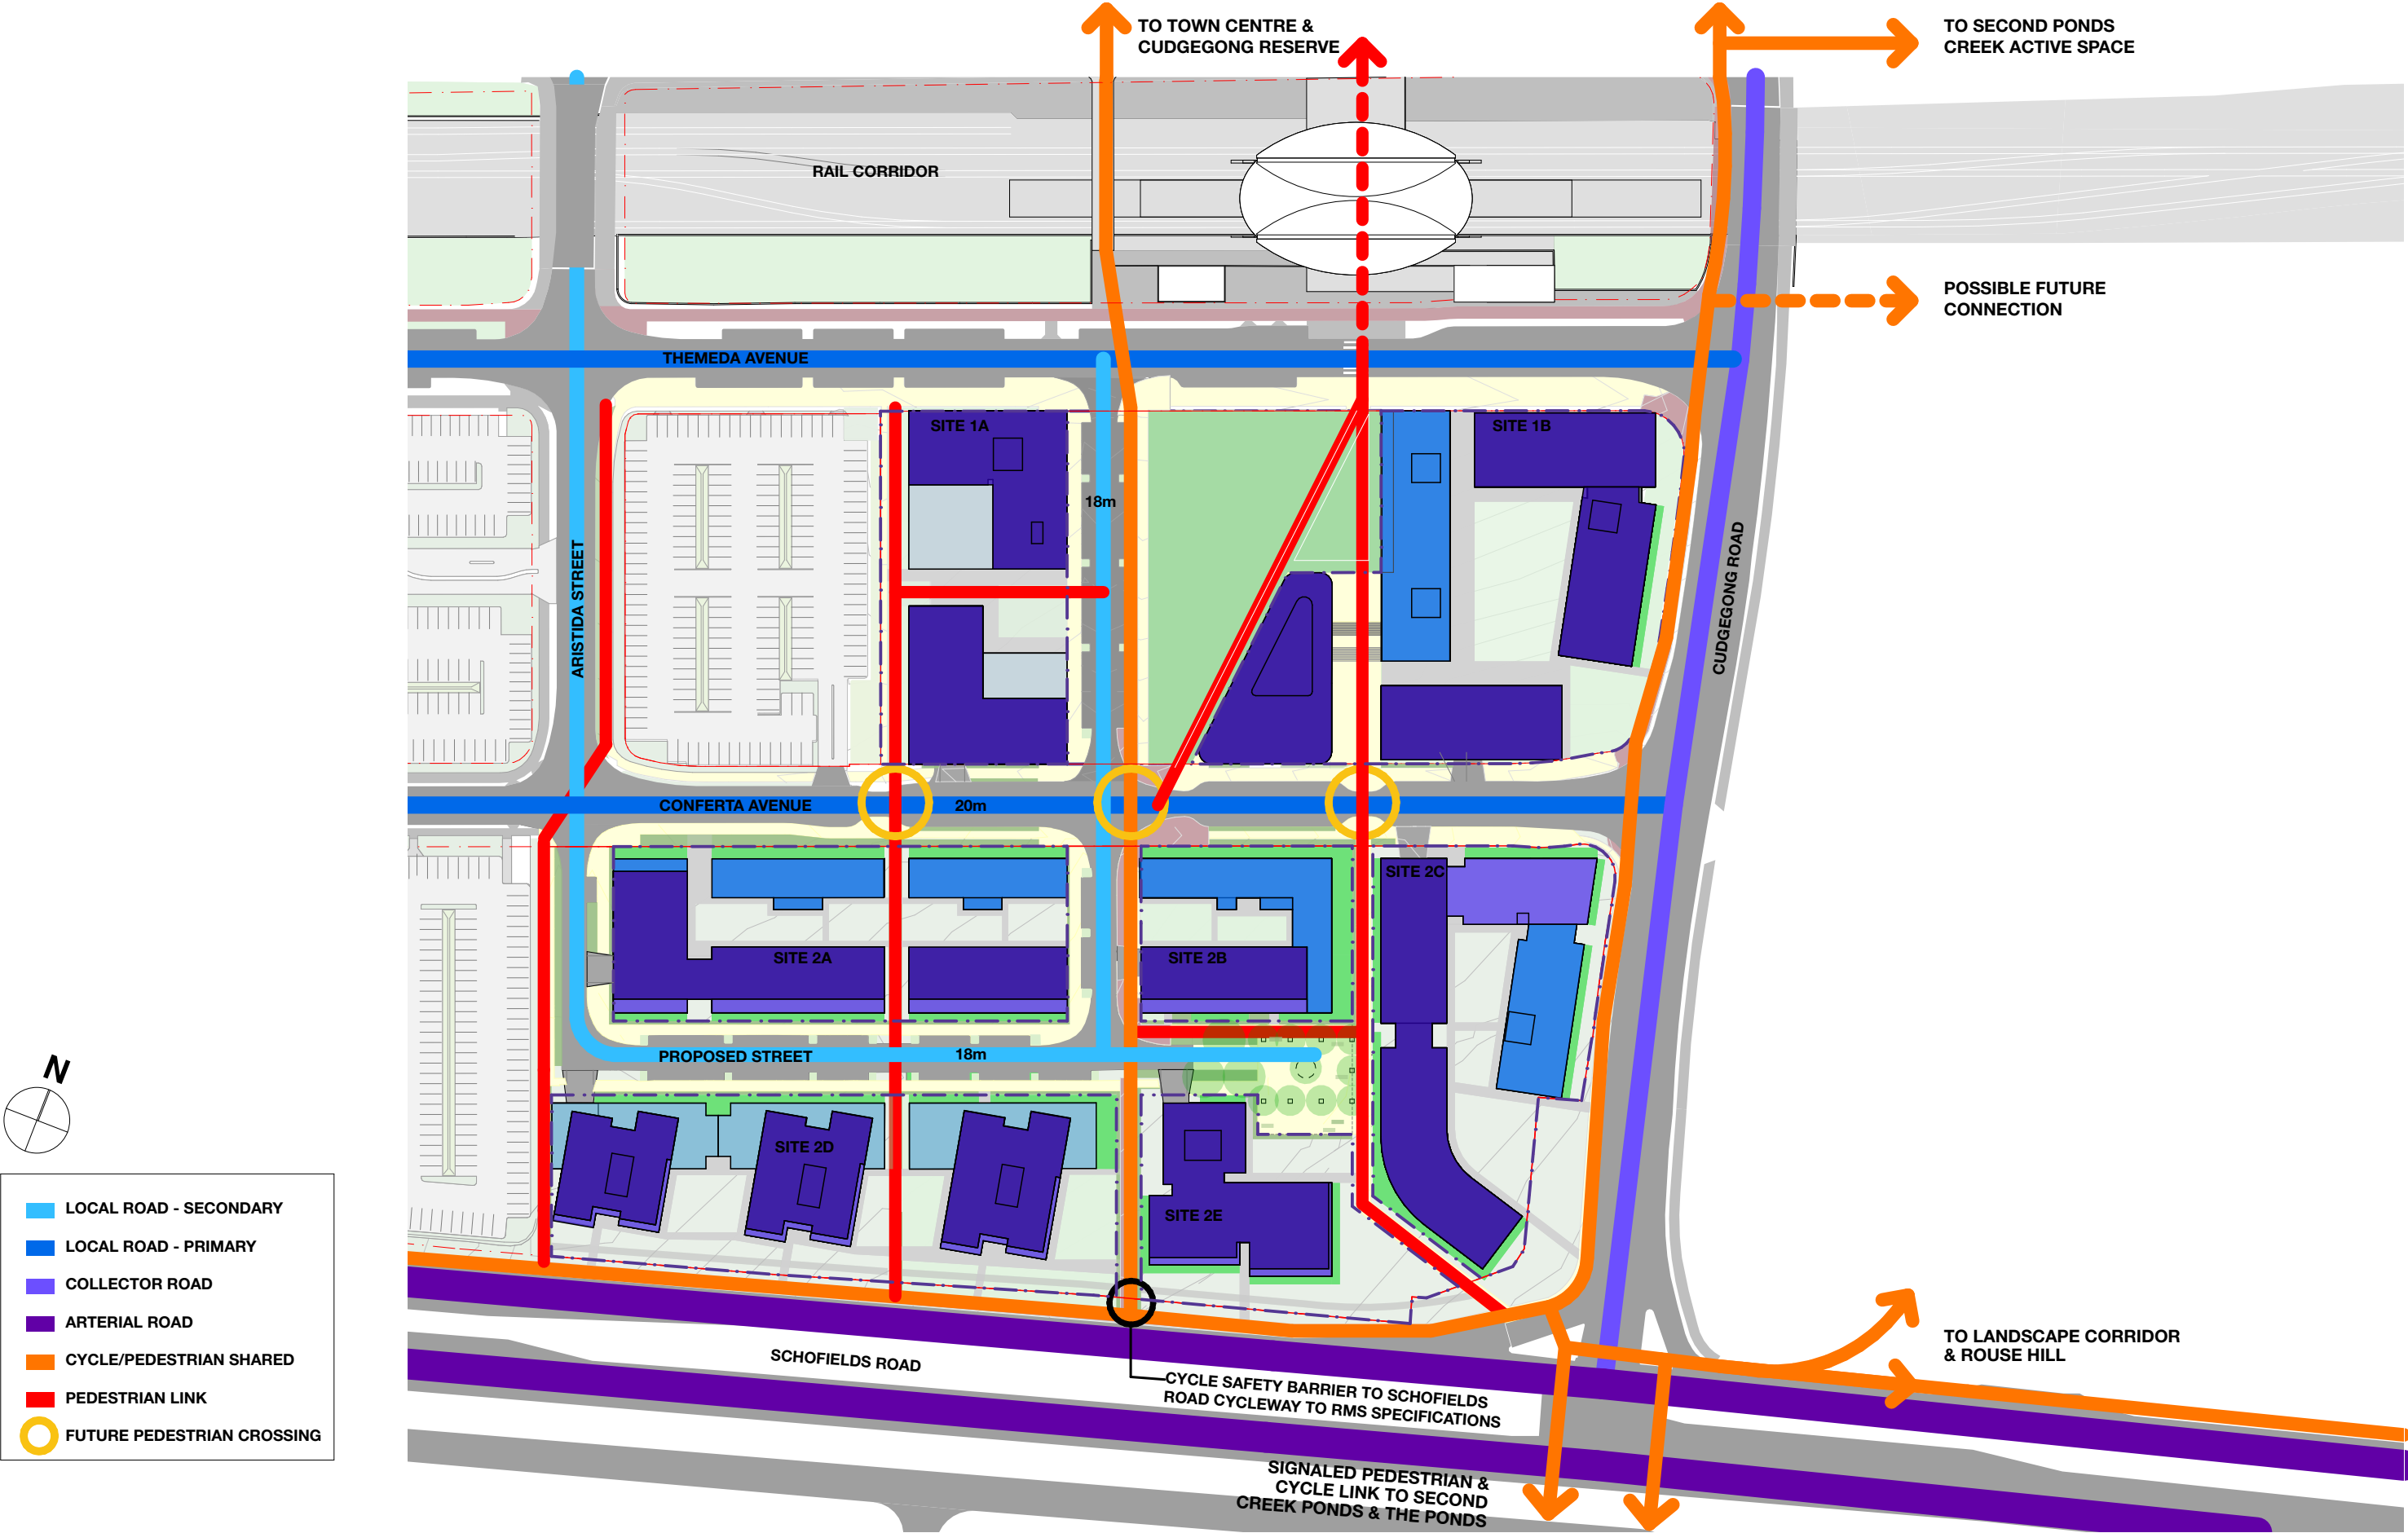 TO TOWN CENTRE &
CUDGEGONG RESERVE
TO SECOND PONDS
CREEK ACTIVE SPACE
RAIL CORRIDOR
POSSIBLE FUTURE
CONNECTION
THEMEDA AVENUE
SITE 1A
SITE 1B
18m
ARISTIDA STREET
CUDGEGONG ROAD
CONFERTA AVENUE
20m
SITE 2C
SITE 2A
SITE 2B
PROPOSED STREET
18m
N
SITE 2D
SITE 2E
LOCAL ROAD - SECONDARY
LOCAL ROAD - PRIMARY
COLLECTOR ROAD
ARTERIAL ROAD
CYCLE/PEDESTRIAN SHARED
PEDESTRIAN LINK
FUTURE PEDESTRIAN CROSSING
SCHOFIELDS ROAD
TO LANDSCAPE CORRIDOR
& ROUSE HILL
CYCLE SAFETY BARRIER TO SCHOFIELDS
ROAD CYCLEWAY TO RMS SPECIFICATIONS
SIGNALED PEDESTRIAN &
CYCLE LINK TO SECOND
CREEK PONDS & THE PONDS